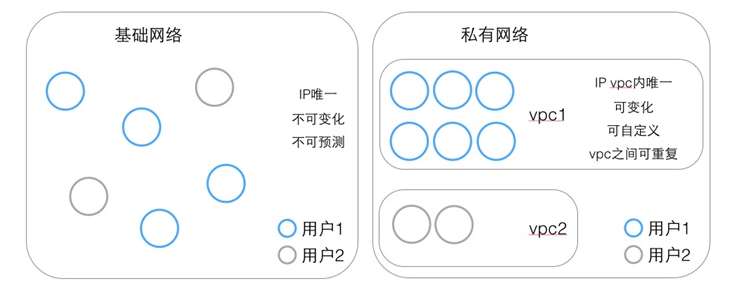 基础网络
IP唯一
不可变化
不可预测
用户1
用户2
私有网络
vpc1
IP vpc内唯一
可变化
可自定义
vpc之间可重复
vpc2
用户1
用户2